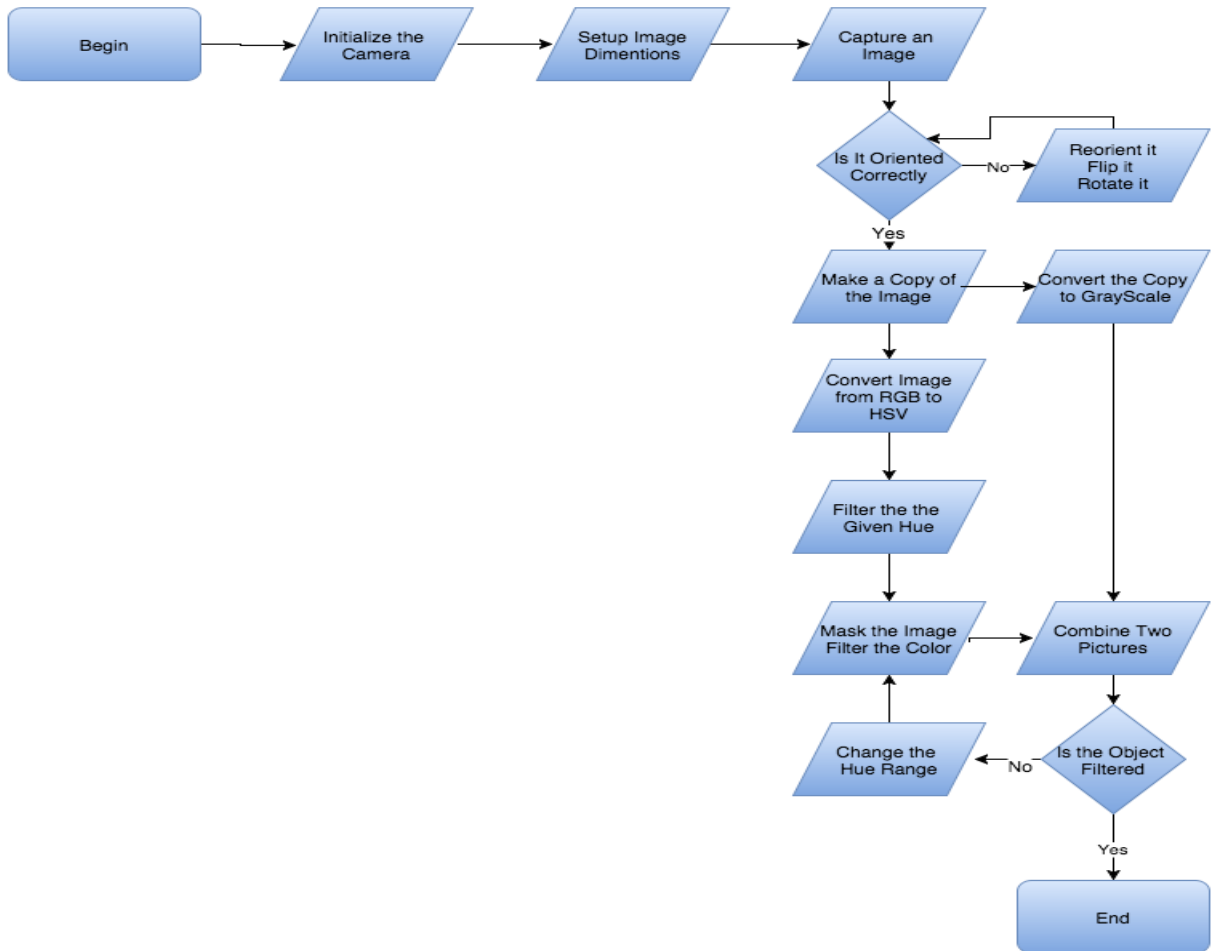 Begin
Initialize the
Camera
Setup Image
Dimentions
Capture an
Image
Is It Oriented
Correctly
No
Reorient it
Flip it
Rotate it
Yes
Make a Copy of
the Image
Convert the Copy
to GrayScale
Convert Image
from RGB to
HSV
Filter the the
Given Hue
Mask the Image
Filter the Color
Combine Two
Pictures
Is the Object
Filtered
No
Change the
Hue Range
Yes
End